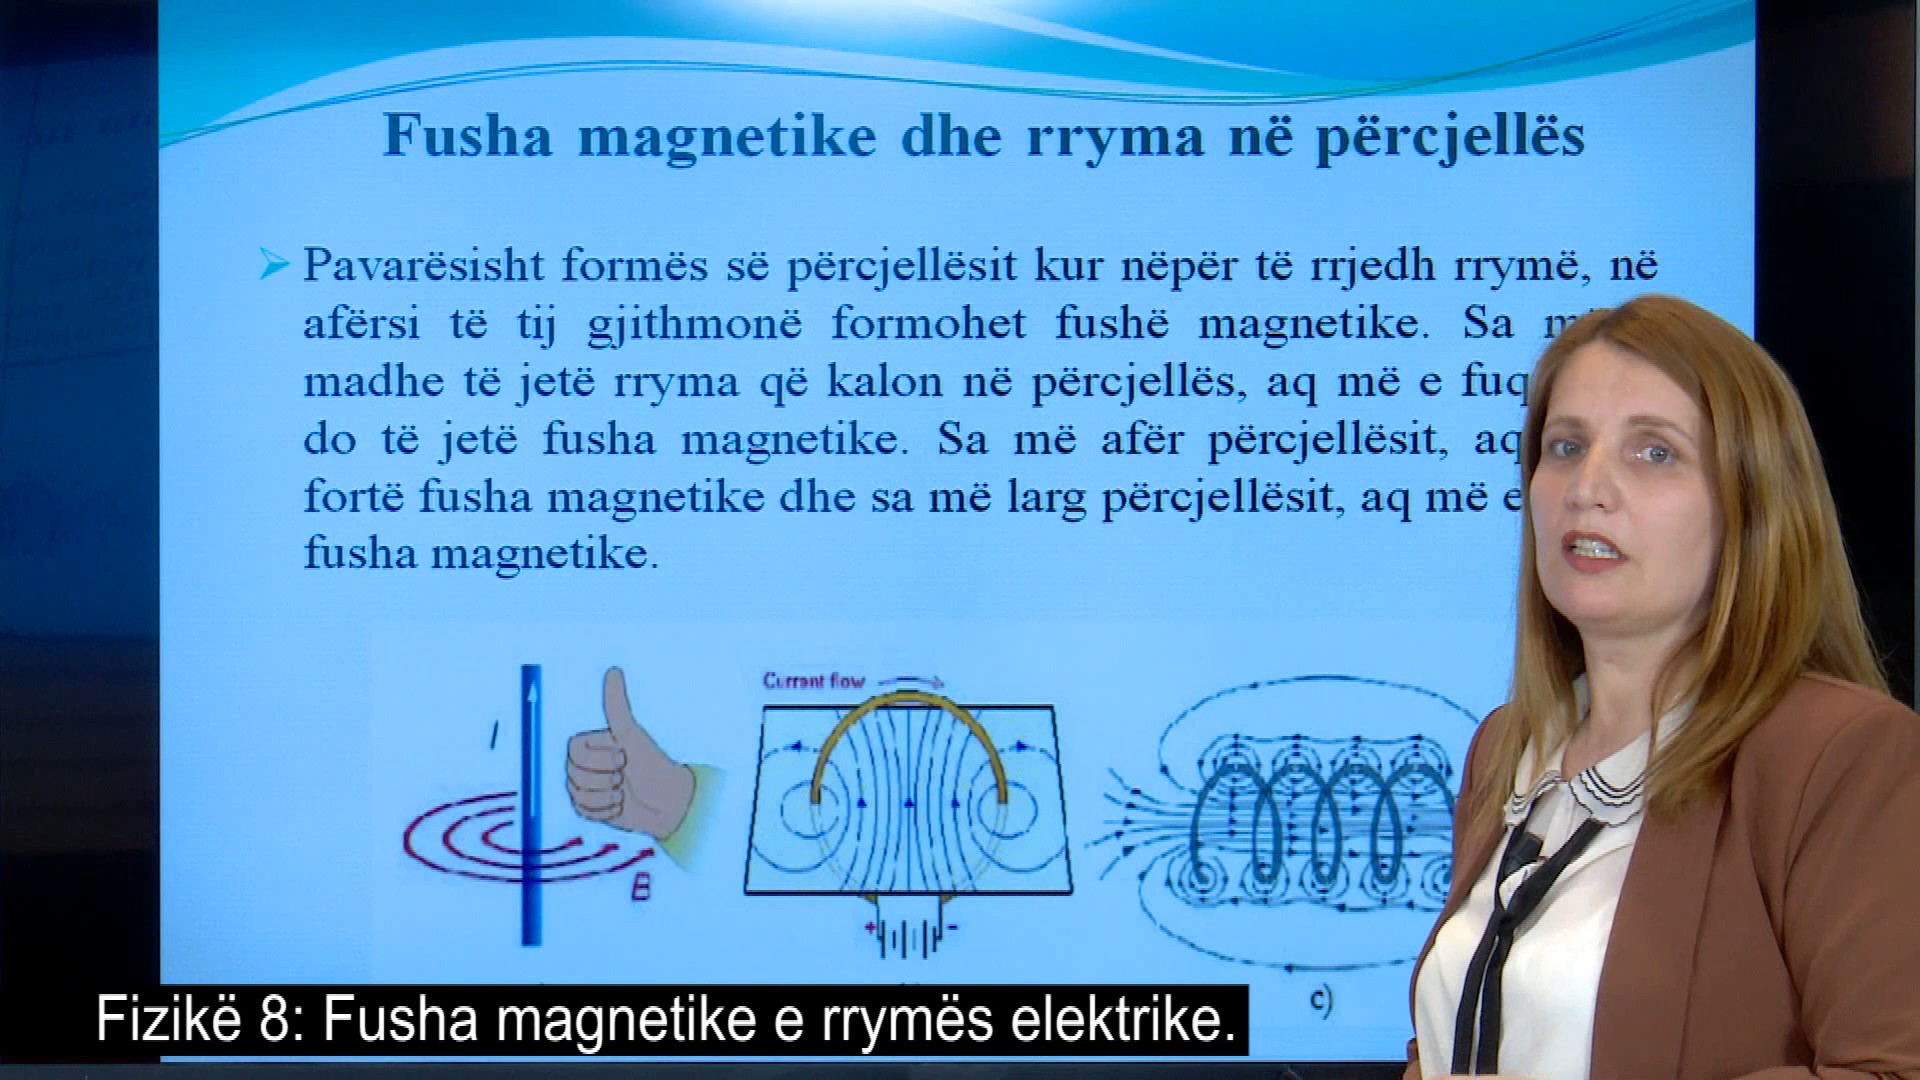 Fusha magnetike dhe rryma në përcjellës
Pavarësisht formës së përcjellësit kur nëpër të rrjedh rrymë, në
afërsi të tij gjithmonë formohet fushë magnetike. Sa
madhe të jetë rryma që kalon në përcjellës, aq më e
do të jetë fusha magnetike. Sa më afër përcjellësit, aq
fortë fusha magnetike dhe sa më larg përcjellësit, aq më e
fusha magnetike.
Current flow
I
B
+ -
c)
Fizikë 8: Fusha magnetike e rrymës elektrike.